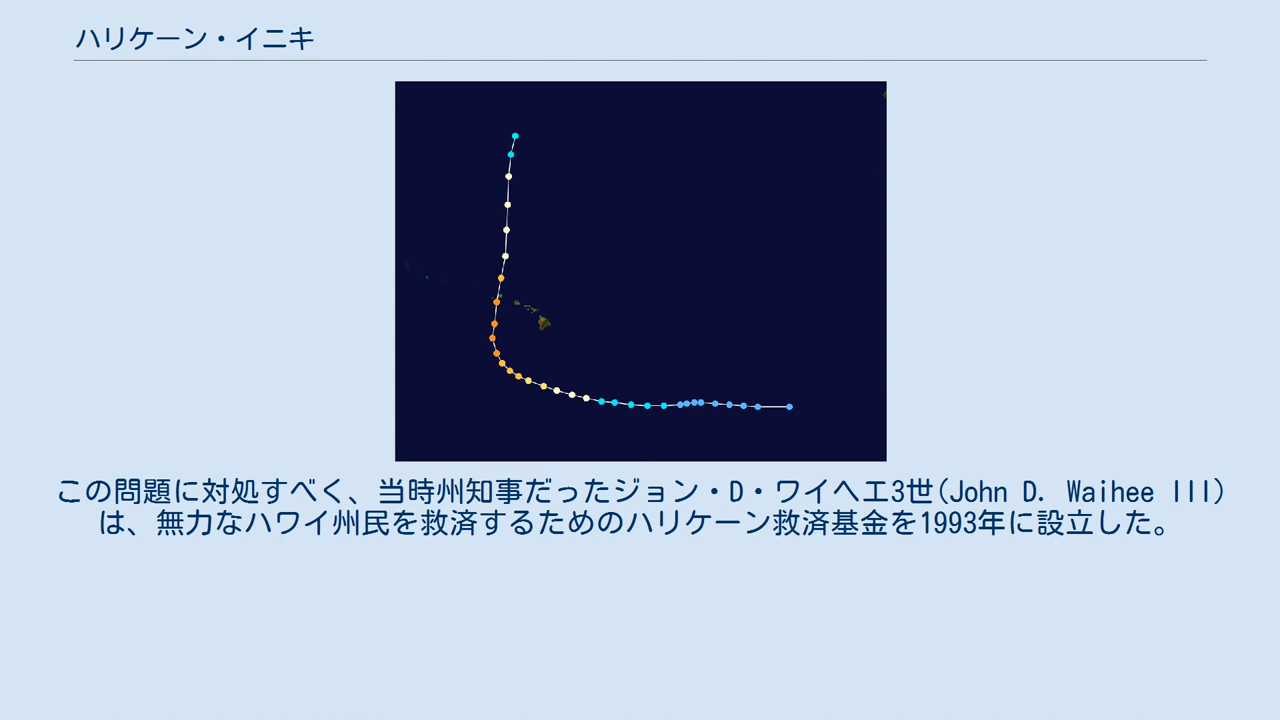 ハリケーン・イニキ
この問題に対処すべく、当時州知事だったジョン・D・ワイヘエ3世(John D. Waihee III)
は、無力なハワイ州民を救済するためのハリケーン救済基金を1993年に設立した。